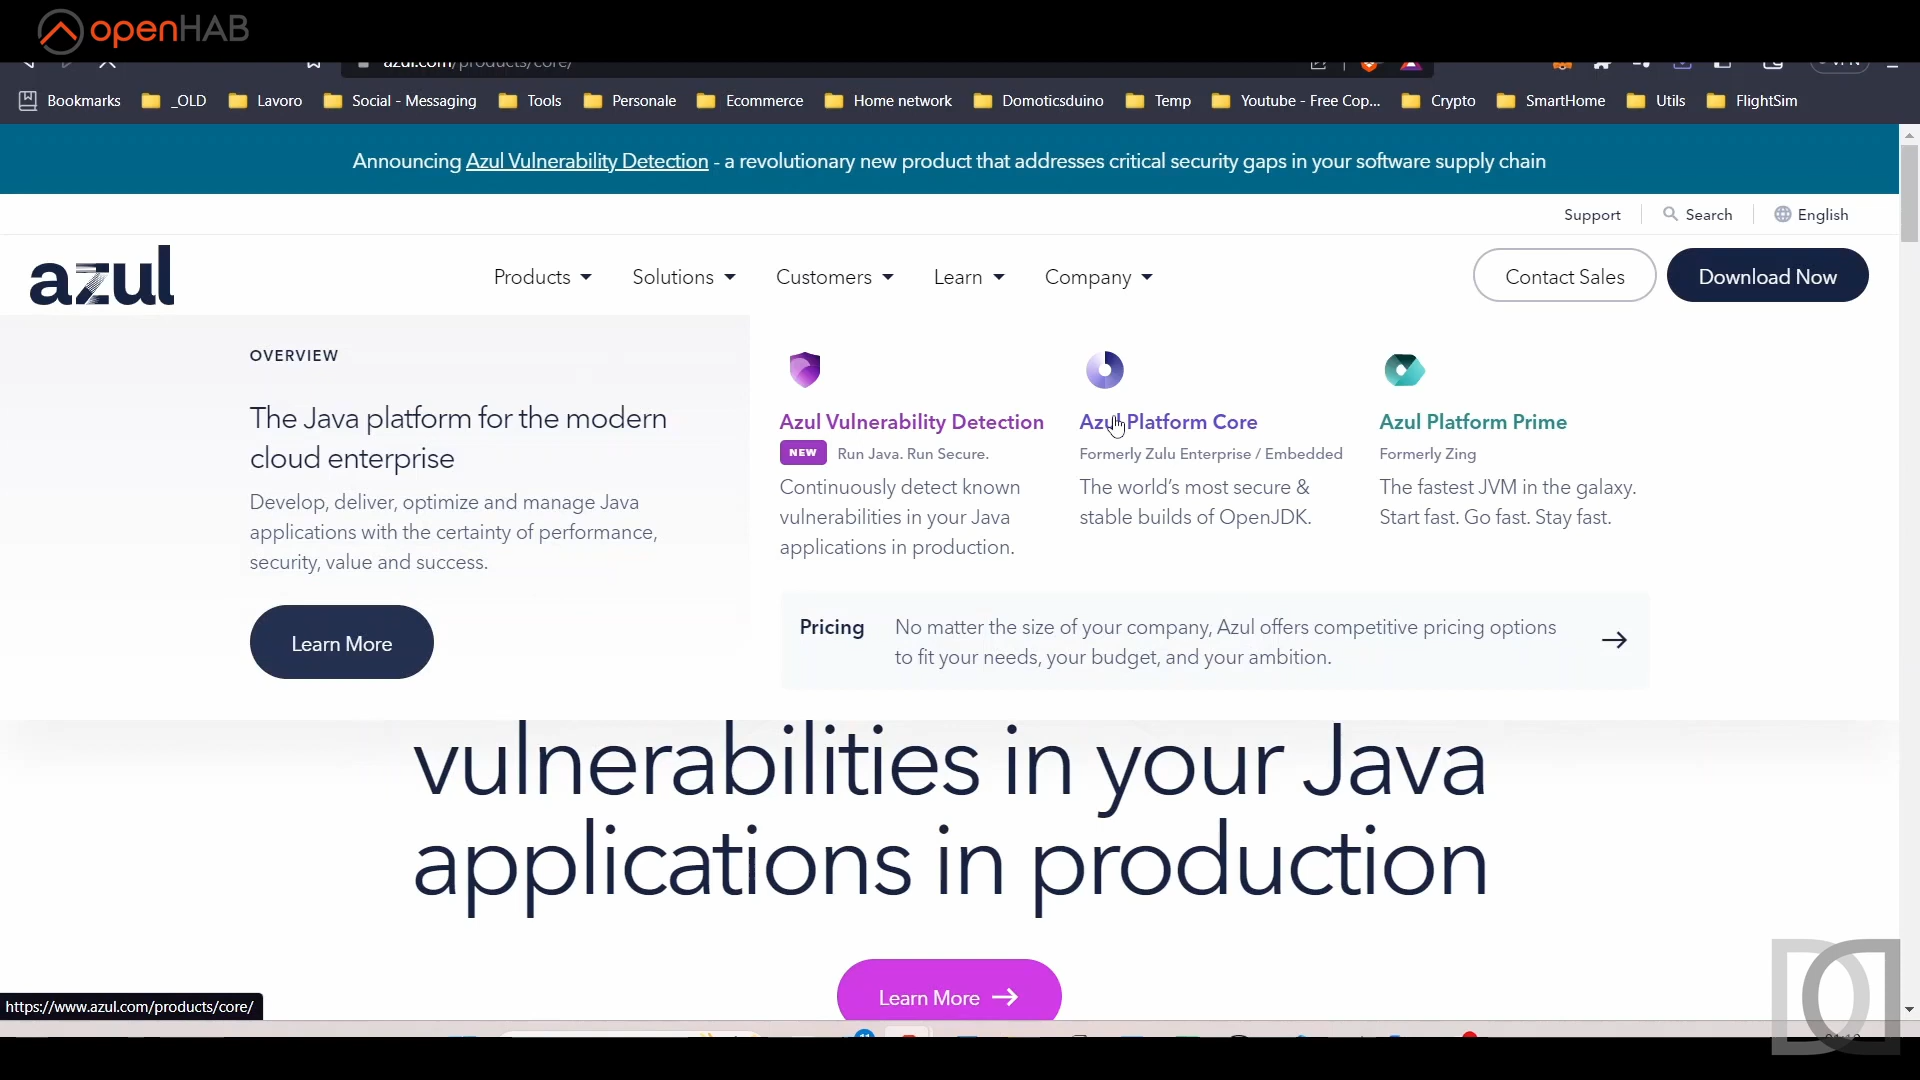 openHAB
azul.com/products/core/
Bookmarks _OLD Lavoro Social - Messaging Tools Personale Ecommerce Home network Domoticsduino Temp Youtube - Free Cop... Crypto SmartHome Utils FlightSim
Announcing Azul Vulnerability Detection - a revolutionary new product that addresses critical security gaps in your software supply chain
Support Search English
azul
Products Solutions Customers Learn Company Contact Sales Download Now
OVERVIEW
The Java platform for the modern
cloud enterprise
Develop, deliver, optimize and manage Java
applications with the certainty of performance,
security, value and success.
Learn More
Azul Vulnerability Detection
NEW Run Java. Run Secure.
Continuously detect known
vulnerabilities in your Java
applications in production.
Azul Platform Core
Formerly Zulu Enterprise / Embedded
The world's most secure &
stable builds of OpenJDK.
Azul Platform Prime
Formerly Zing
The fastest JVM in the galaxy.
Start fast. Go fast. Stay fast.
Pricing No matter the size of your company, Azul offers competitive pricing options
to fit your needs, your budget, and your ambition.
vulnerabilities in your Java
applications in production
Learn More
https://www.azul.com/products/core/